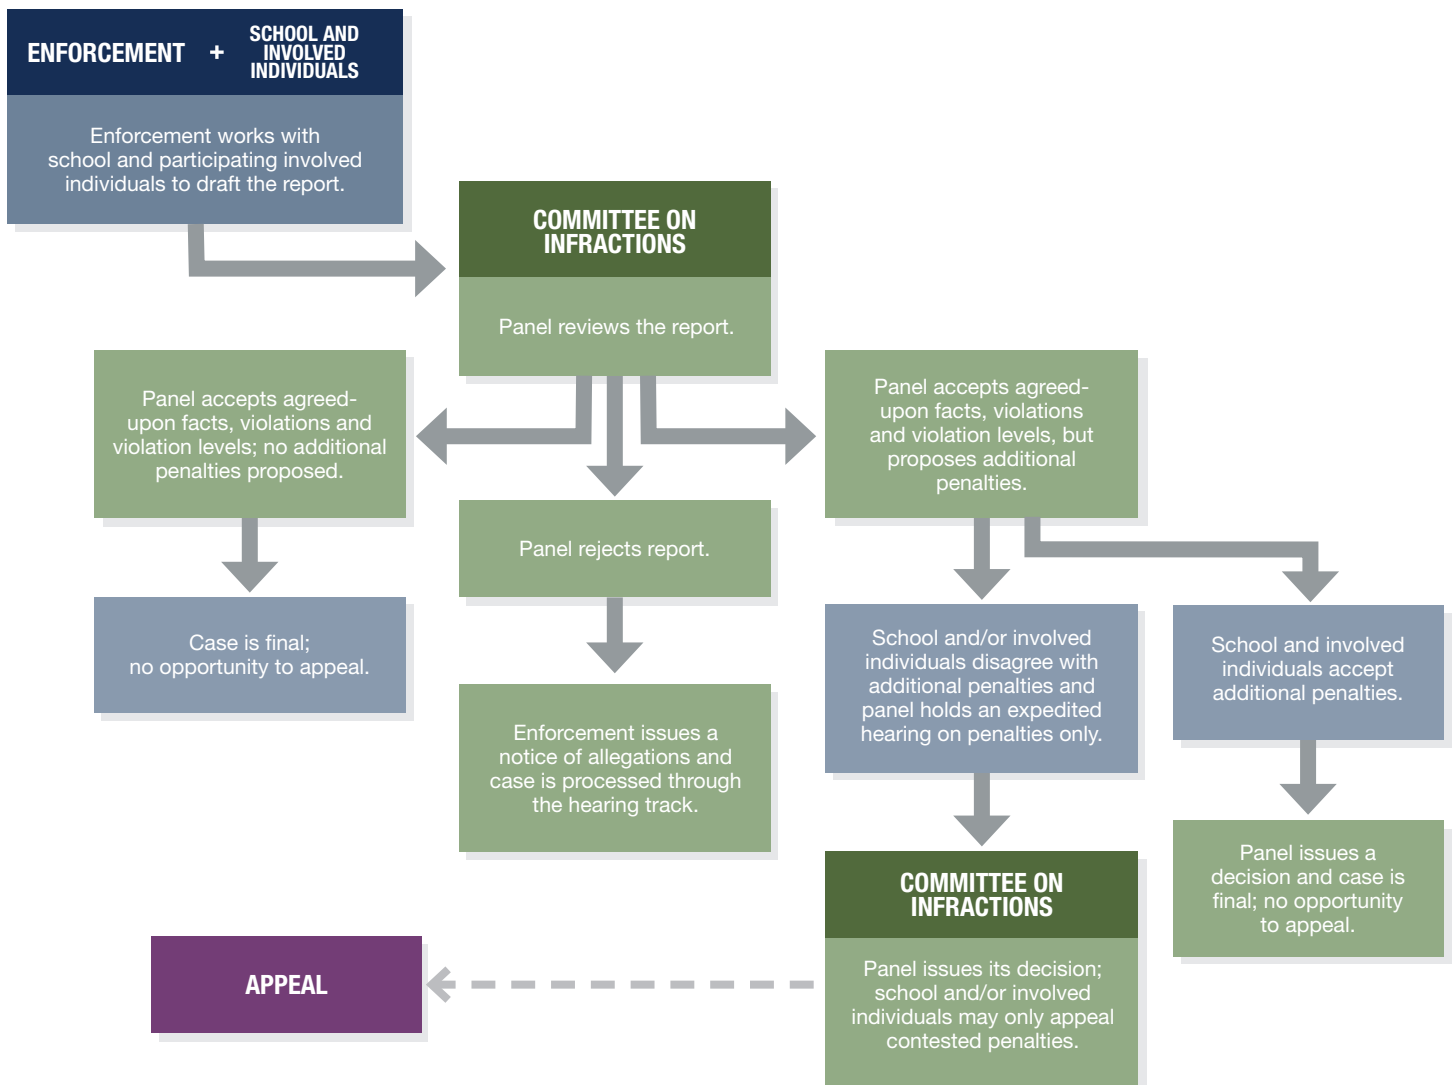 ENFORCEMENT + SCHOOL AND
INVOLVED
INDIVIDUALS
Enforcement works with
school and participating involved
individuals to draft the report.
COMMITTEE ON
INFRACTIONS
Panel reviews the report.
Panel accepts agreed-
upon facts, violations and
violation levels; no additional
penalties proposed.
Case is final;
no opportunity to appeal.
Panel rejects report.
Enforcement issues a
notice of allegations and
case is processed through
the hearing track.
Panel accepts agreed-
upon facts, violations
and violation levels, but
proposes additional
penalties.
School and/or involved
individuals disagree with
additional penalties and
panel holds an expedited
hearing on penalties only.
School and involved
individuals accept
additional penalties.
Panel issues a
decision and case is
final; no opportunity
to appeal.
COMMITTEE ON
INFRACTIONS
Panel issues its decision;
school and/or involved
individuals may only appeal
contested penalties.
APPEAL